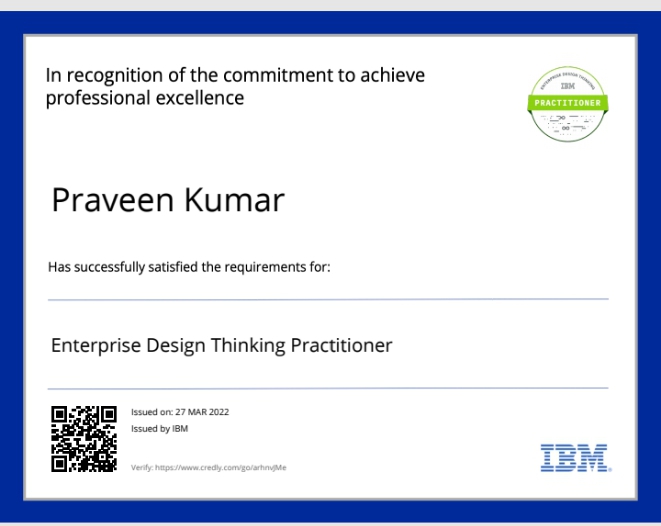 In recognition of the commitment to achieve
professional excellence
ENTERPRISE DESIGN THINKING
IBM
PRACTITIONER
Praveen Kumar
Has successfully satisfied the requirements for:
Enterprise Design Thinking Practitioner
Issued on: 27 MAR 2022
Issued by IBM
Verify: https://www.credly.com/go/arhnvJMe
IBM.